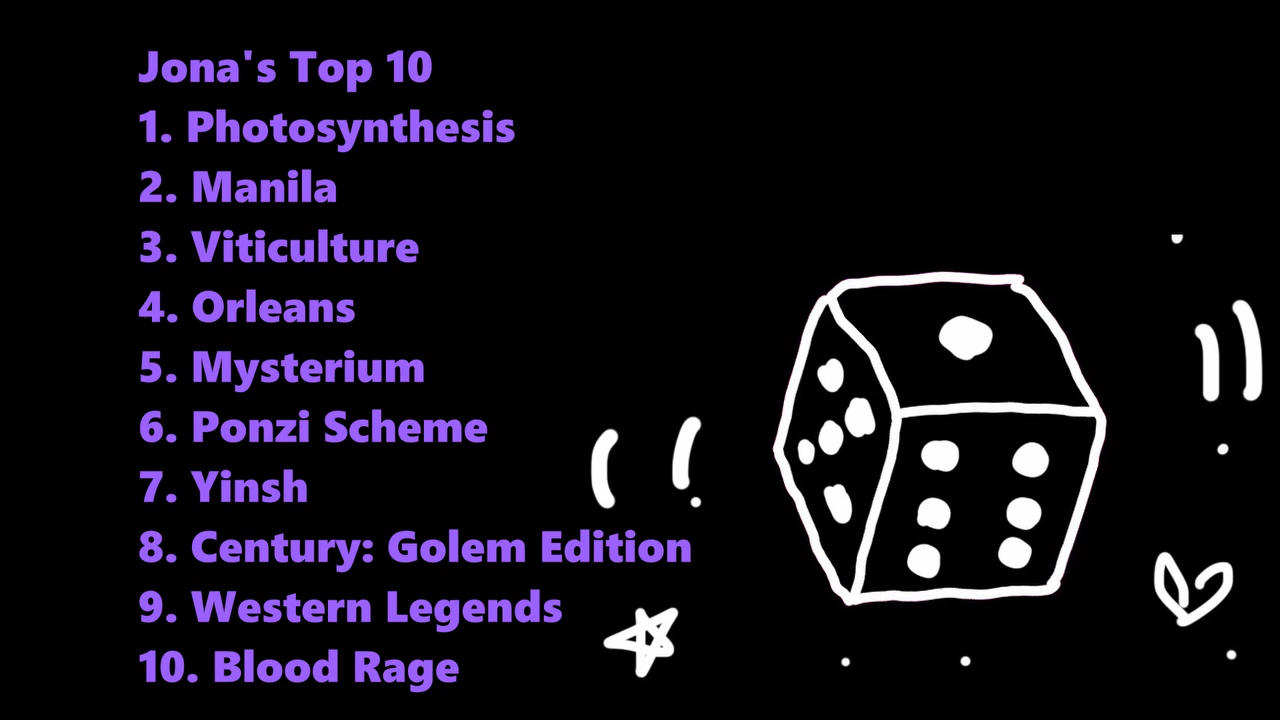 Jona's Top 10
1. Photosynthesis
2. Manila
3. Viticulture
4. Orleans
5. Mysterium
6. Ponzi Scheme
7. Yinsh
8. Century: Golem Edition
9. Western Legends
10. Blood Rage